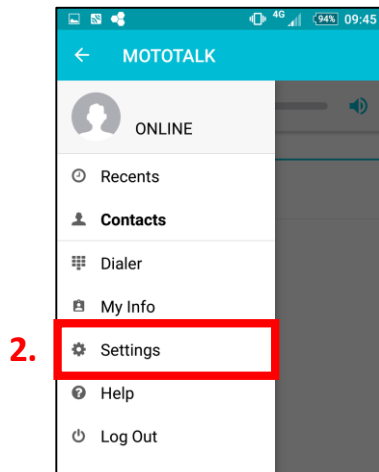 4G 94% 09:45
MOTOTALK
ONLINE
Recents
Contacts
Dialer
My Info
2. Settings
Help
Log Out